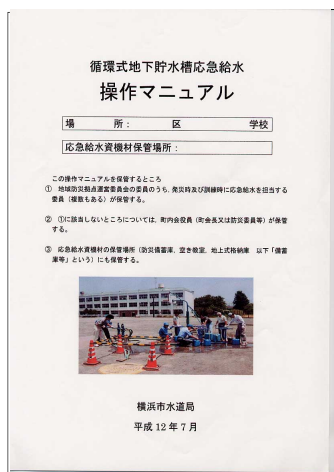 循環式地下貯水槽応急給水
操作マニュアル
場　　所：　　区　　　　学校
応急給水資機材保管場所：
この操作マニュアルを保管するところ
① 地域防災拠点運営委員会の委員のうち、発災時及び訓練時に応急給水を担当する
委員（複数もある）が保管する。
② ①に該当しないところについては、町内会役員（町会長又は防災委員等）が保管
する。
③ 応急給水資機材の保管場所（防災備蓄庫、空き教室、地上式格納庫　以下「備蓄
庫等」という）にも保管する。
横浜市水道局
平成 12 年 7 月